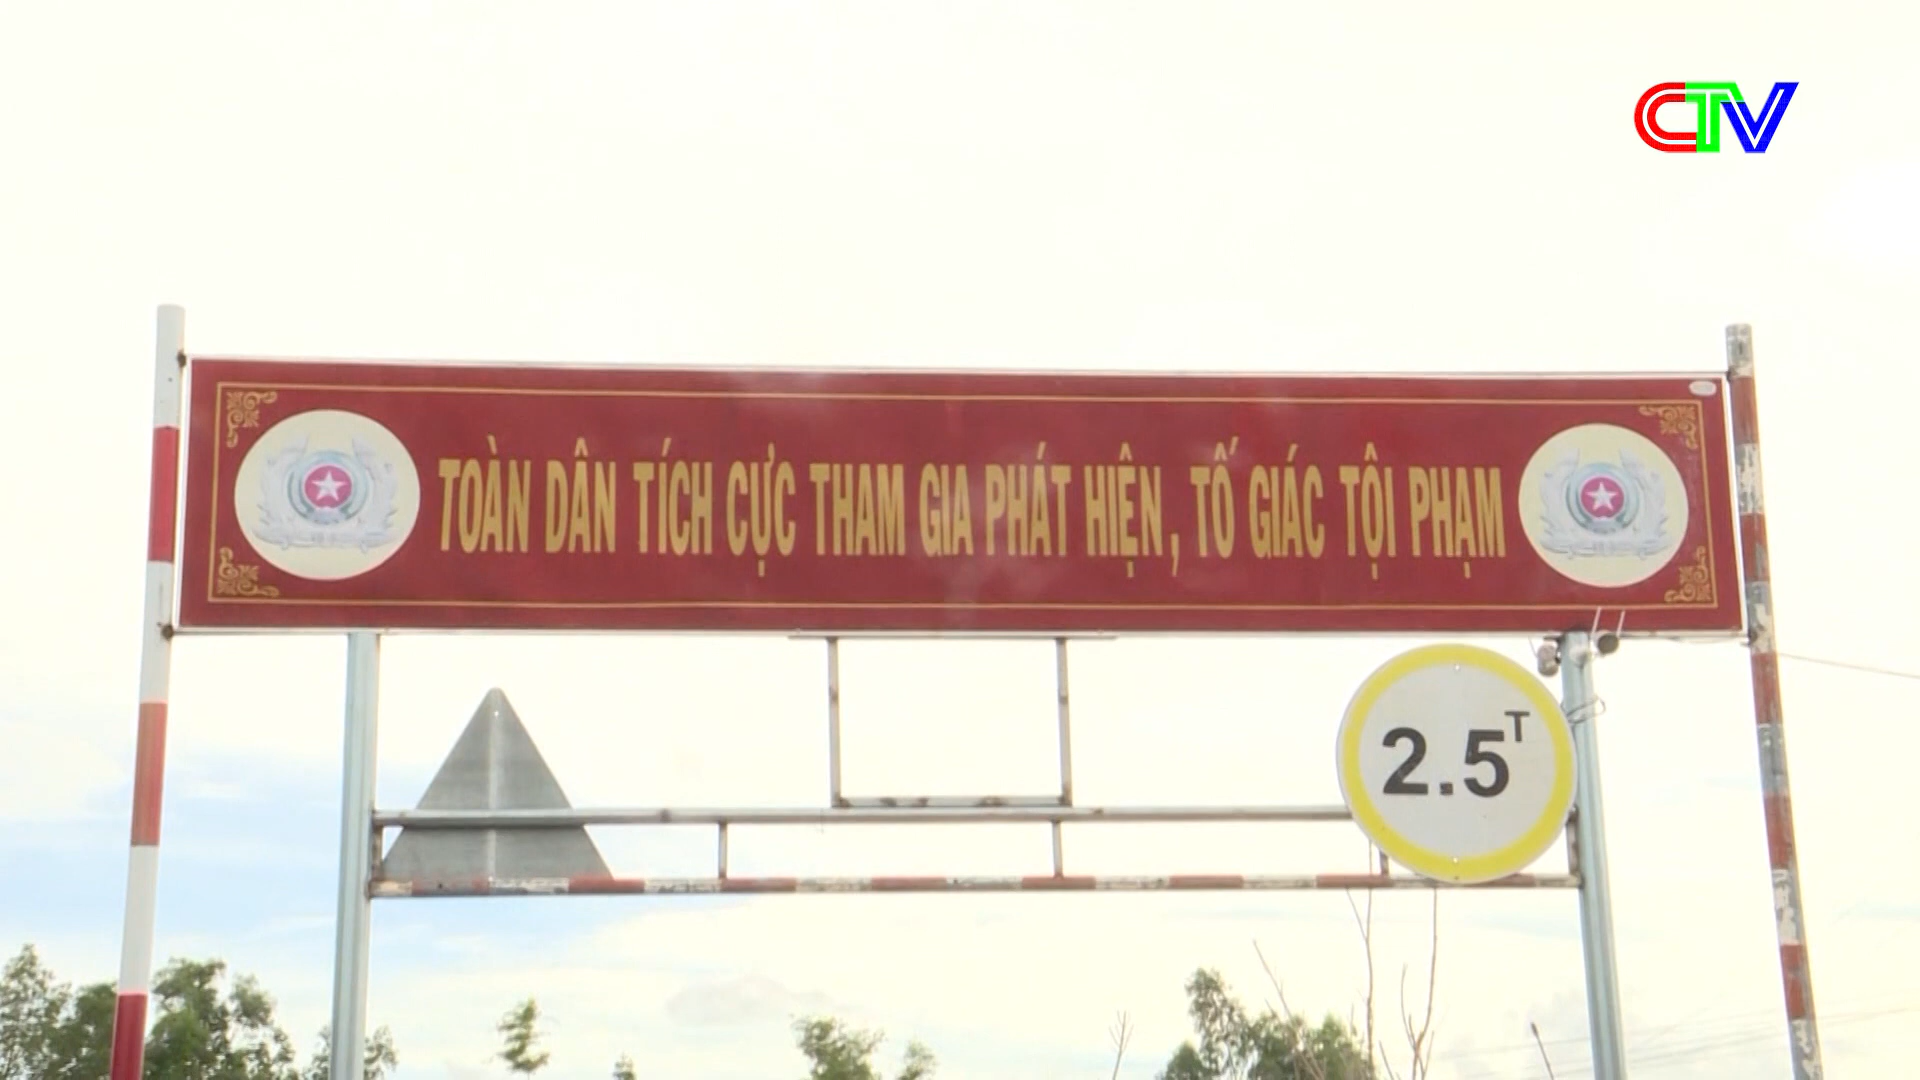 CTV
TOÀN DÂN TÍCH CỰC THAM GIA PHÁT HIỆN, TỐ GIÁC TỘI PHẠM
2.5T